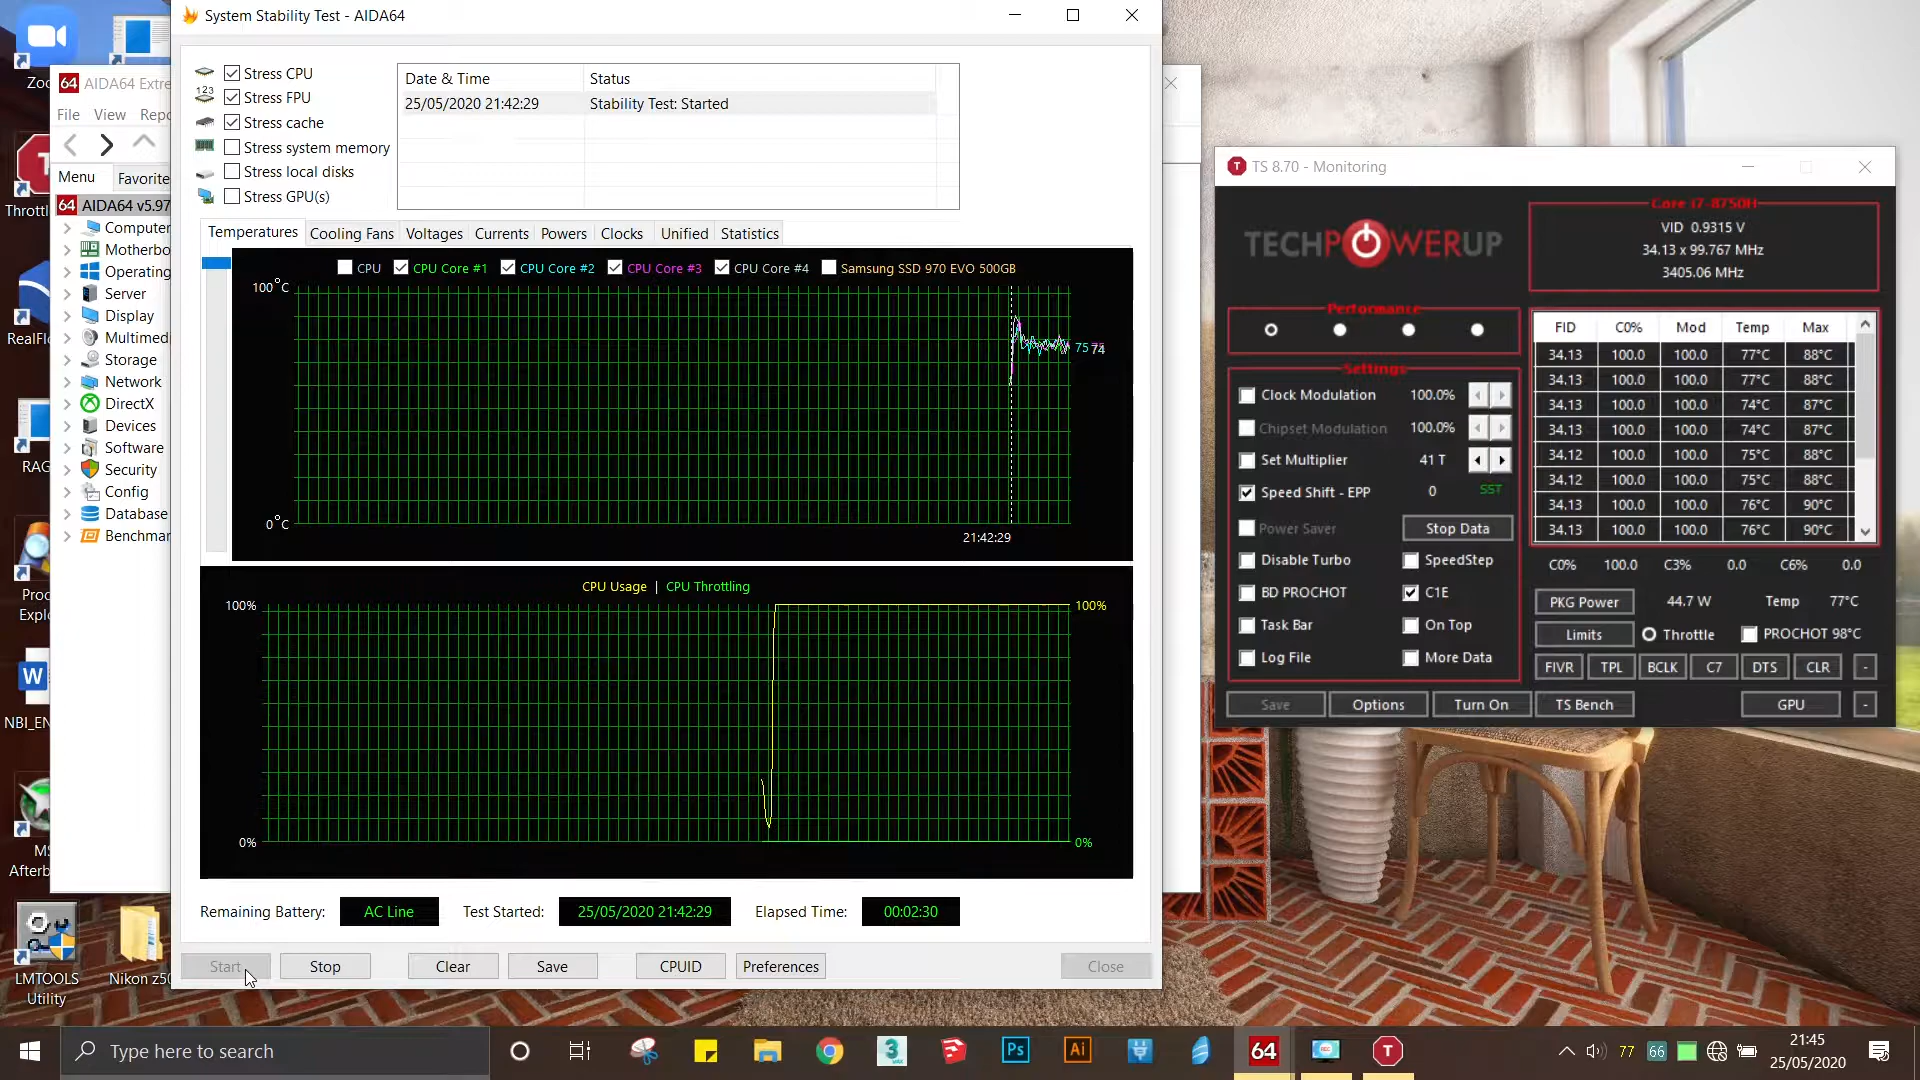 System Stability Test - AIDA64
Stress CPU
Stress FPU
Stress cache
Stress system memory
Stress local disks
Stress GPU(s)
Date & Time Status
25/05/2020 21:42:29 Stability Test: Started
Temperatures Cooling Fans Voltages Currents Powers Clocks Unified Statistics
CPU CPU Core #1 CPU Core #2 CPU Core #3 CPU Core #4 Samsung SSD 970 EVO 500GB
100°C
75
74
0°C
21:42:29
CPU Usage | CPU Throttling
100% 100%
0% 0%
Remaining Battery: AC Line Test Started: 25/05/2020 21:42:29 Elapsed Time: 00:02:30
Start Stop Clear Save CPUID Preferences Close
64 AIDA64 Extre
File View Repo
Menu Favorite
64 AIDA64 v5.97
Computer
Motherbo
Operating
Server
Display
Multimedi
Storage
Network
DirectX
Devices
Software
Security
Config
Database
Benchmar
Zoo
Throttl
RealFlo
RAG
Proc
Explo
W
NBI_EN
MS
Afterb
LMTOOLS
Utility
Nikon z50
TS 8.70 - Monitoring
TECHPOWERUP
Core i7-8750H
VID 0.9315 V
34.13 x 99.767 MHz
3405.06 MHz
Performance
Settings
Clock Modulation 100.0%
Chipset Modulation 100.0%
Set Multiplier 41 T
Speed Shift - EPP 0 SST
Power Saver Stop Data
Disable Turbo SpeedStep
BD PROCHOT C1E
Task Bar On Top
Log File More Data
Save Options Turn On TS Bench GPU -
FID C0% Mod Temp Max
34.13 100.0 100.0 77°C 88°C
34.13 100.0 100.0 77°C 88°C
34.13 100.0 100.0 74°C 87°C
34.13 100.0 100.0 74°C 87°C
34.12 100.0 100.0 75°C 88°C
34.12 100.0 100.0 75°C 88°C
34.13 100.0 100.0 76°C 90°C
34.13 100.0 100.0 76°C 90°C
C0% 100.0 C3% 0.0 C6% 0.0
PKG Power 44.7 W Temp 77°C
Limits Throttle PROCHOT 98°C
FIVR TPL BCLK C7 DTS CLR -
Type here to search
3
Ps
Ai
64
T
77
66
21:45
25/05/2020